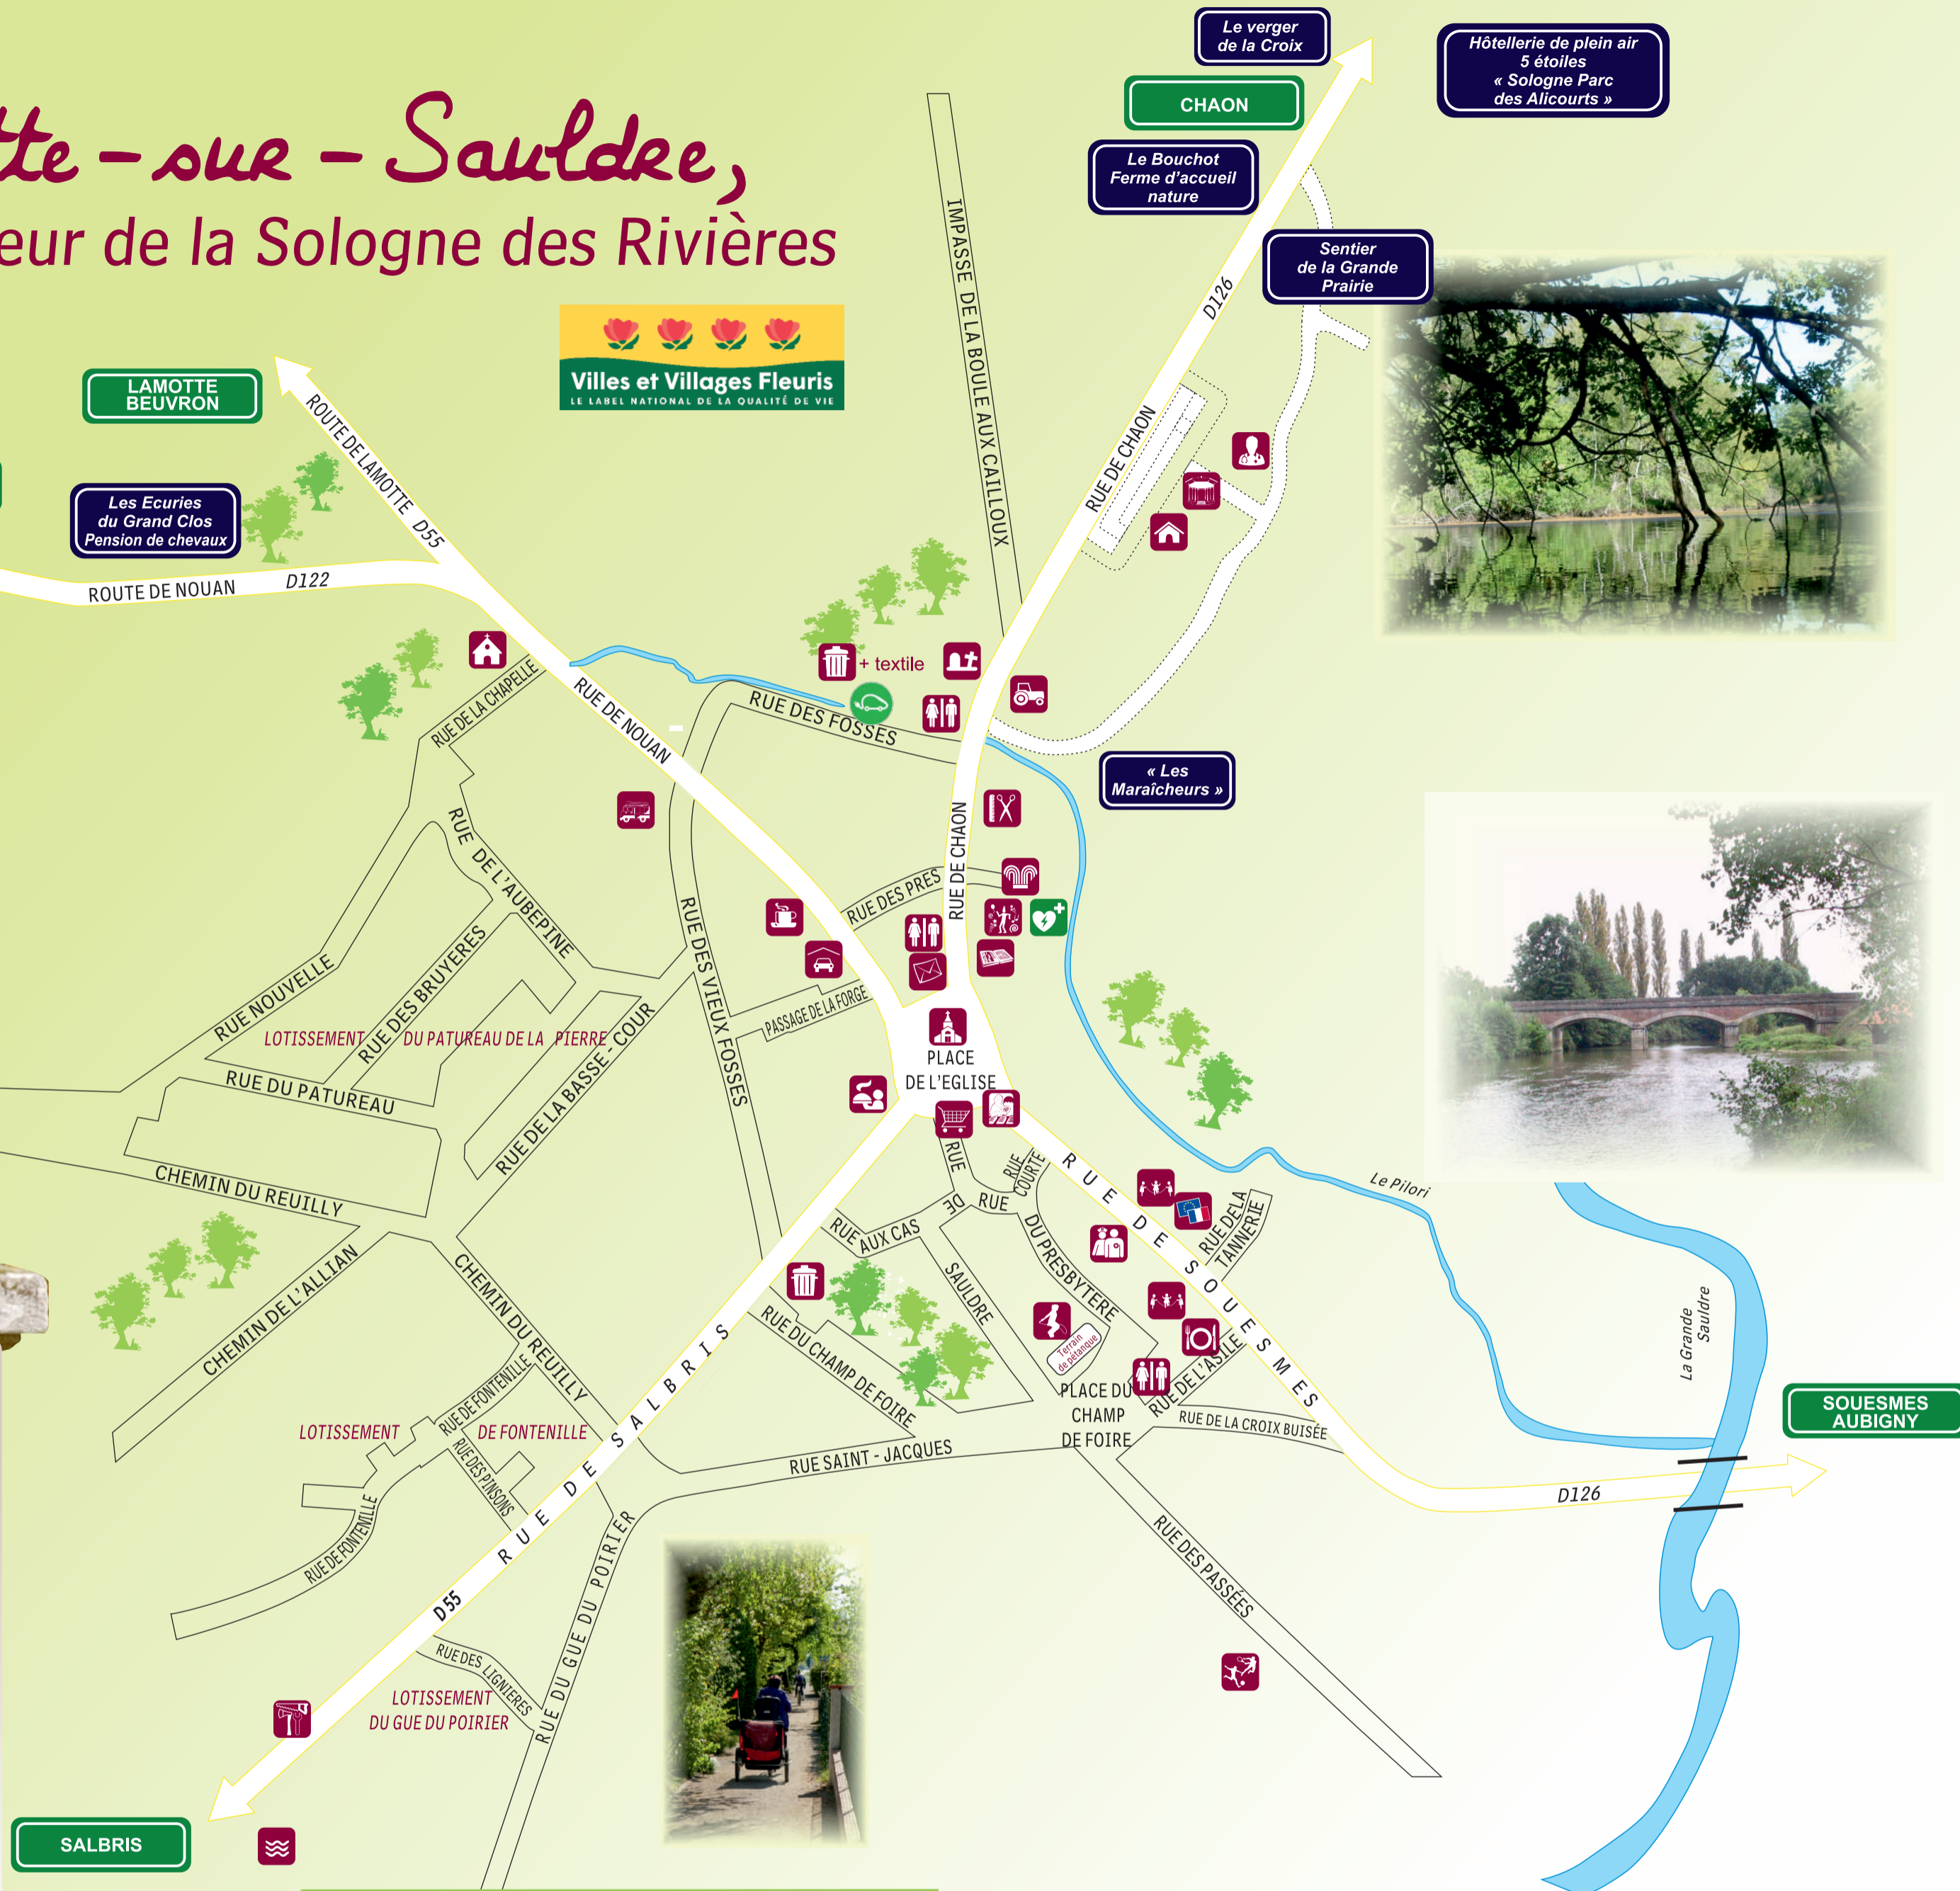 tte-sur-Sauldre,
eur de la Sologne des Rivières
Villes et Villages Fleuris
LE LABEL NATIONAL DE LA QUALITÉ DE VIE
Le verger
de la Croix
CHAON
Hôtellerie de plein air
5 étoiles
« Sologne Parc
des Alicourts »
Le Bouchot
Ferme d'accueil
nature
Sentier
de la Grande
Prairie
D126
IMPASSE DE LA BOULE AUX CAILLOUX
RUE DE CHAON
LAMOTTE
BEUVRON
ROUTE DE LAMOTTE D55
Les Ecuries
du Grand Clos
Pension de chevaux
ROUTE DE NOUAN D122
+ textile
RUE DE LA CHAPELLE
RUE DE NOUAN
RUE DES FOSSES
« Les
Maraîcheurs »
RUE DE CHAON
RUE DE L'AUBEPINE
RUE DES PRES
RUE DES VIEUX FOSSES
RUE NOUVELLE
RUE DES BRUYERES
PASSAGE DE LA FORGE
LOTISSEMENT DU PATUREAU DE LA PIERRE
RUE DU PATUREAU
RUE DE LA BASSE-COUR
PLACE
DE L'EGLISE
CHEMIN DU REUILLY
RUE DE SAULDRE
RUE COURTE
RUE DU PRESBYTERE
RUE AUX CAS
RUE DE SOUESMES
RUE DE LA
TANNERIE
Le Pilori
La Grande
Sauldre
CHEMIN DE L'ALLIAN
CHEMIN DU REUILLY
RUE DU CHAMP DE FOIRE
Terrain
de pétanque
PLACE DU
CHAMP
DE FOIRE
RUE DE L'ASILE
RUE DE LA CROIX BUISÉE
SOUESMES
AUBIGNY
RUE DE FONTENILLE
LOTISSEMENT DE FONTENILLE
RUE DES PINSONS
RUE DE SALBRIS
RUE SAINT-JACQUES
D126
RUE DE FONTENILLE
D55
RUE DES PASSÉES
RUE DES LIGNIERES
RUE DU GUE DU POIRIER
LOTISSEMENT
DU GUE DU POIRIER
SALBRIS